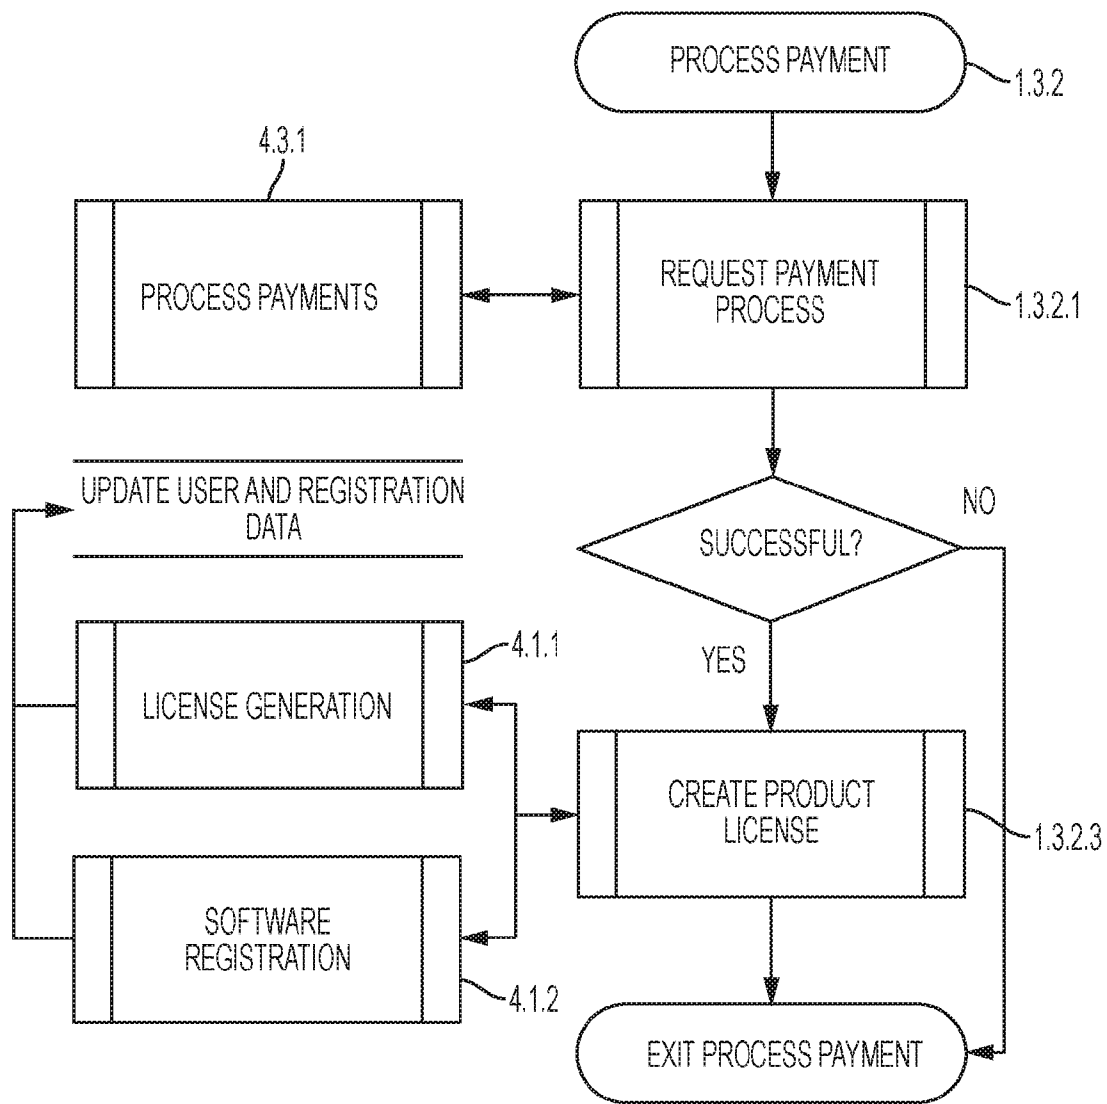 PROCESS PAYMENT
1.3.2
4.3.1
PROCESS PAYMENTS
REQUEST PAYMENT
PROCESS
1.3.2.1
UPDATE USER AND REGISTRATION
DATA
SUCCESSFUL?
NO
YES
4.1.1
LICENSE GENERATION
CREATE PRODUCT
LICENSE
1.3.2.3
SOFTWARE
REGISTRATION
4.1.2
EXIT PROCESS PAYMENT